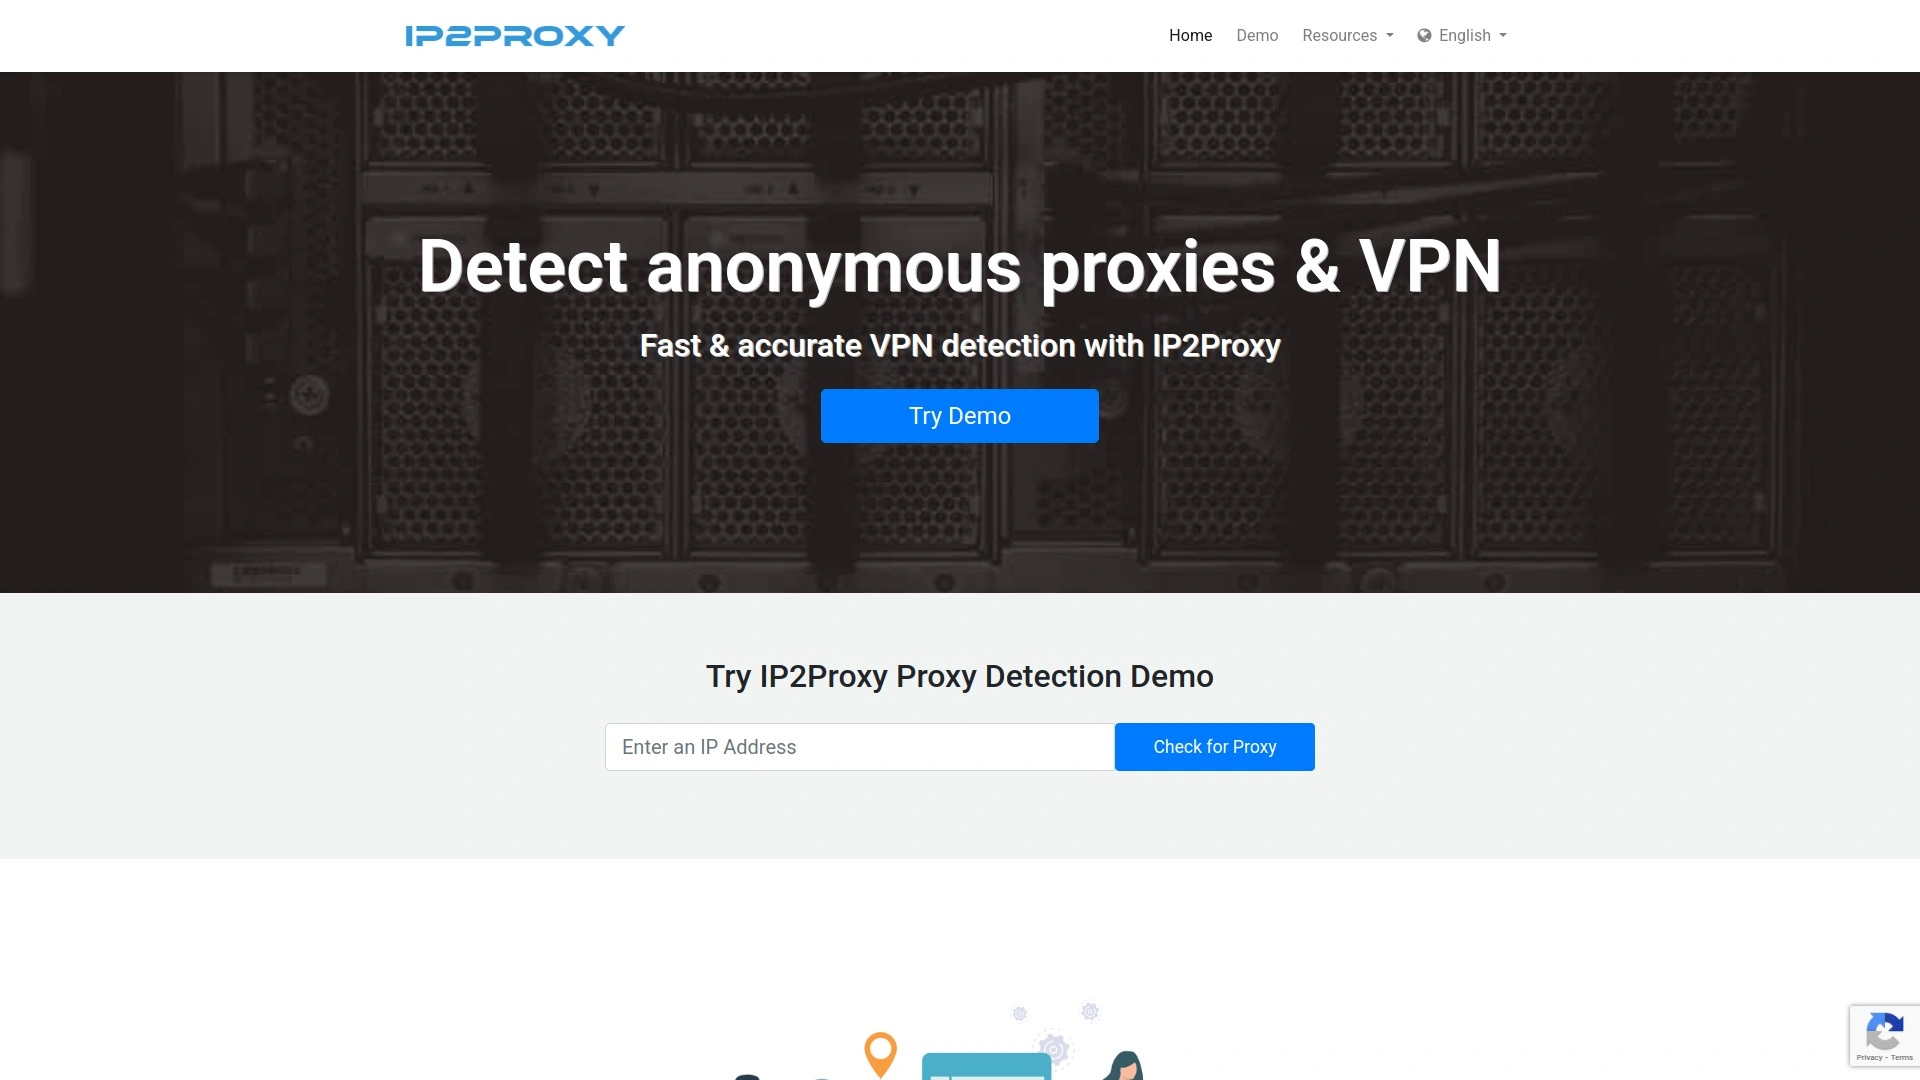 IP2PROXY
Home Demo Resources English
Detect anonymous proxies & VPN
Fast & accurate VPN detection with IP2Proxy
Try Demo
Try IP2Proxy Proxy Detection Demo
Enter an IP Address
Check for Proxy
Privacy - Terms